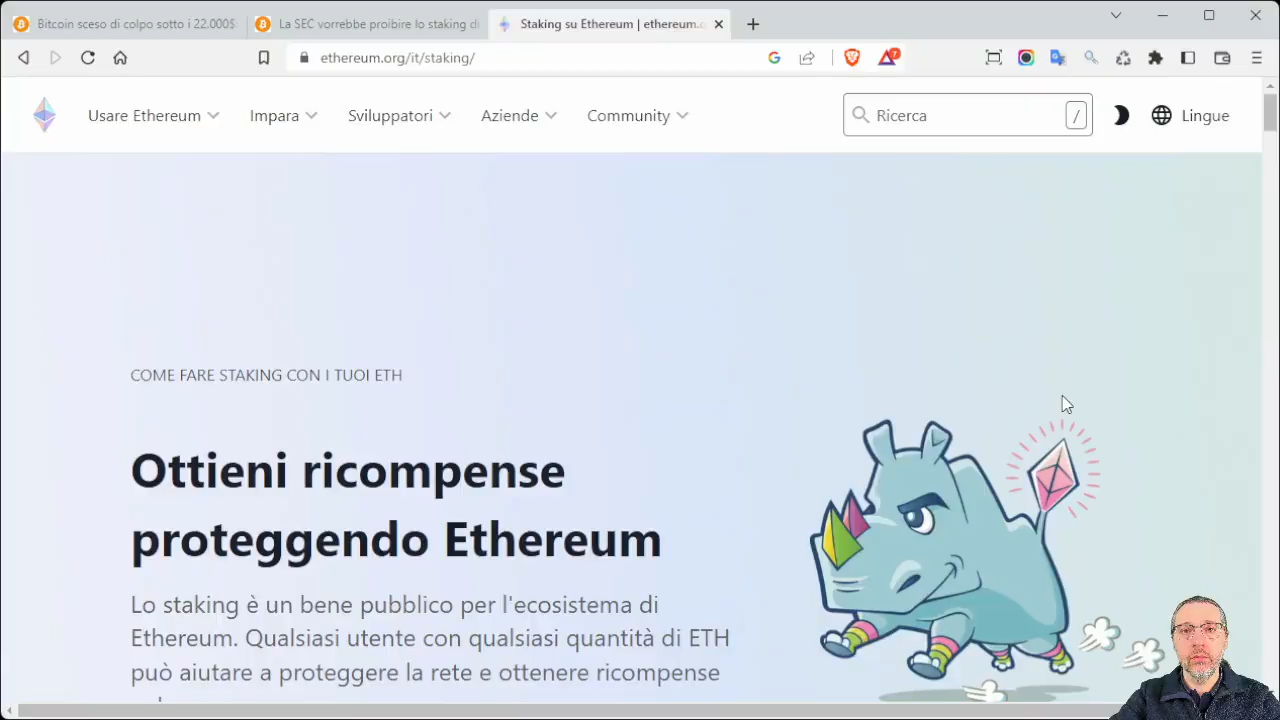 Bitcoin sceso di colpo sotto i 22.000$
La SEC vorrebbe proibire lo staking di
Staking su Ethereum | ethereum.o
ethereum.org/it/staking/
7
Usare Ethereum
Impara
Sviluppatori
Aziende
Community
Ricerca
/
Lingue
COME FARE STAKING CON I TUOI ETH
Ottieni ricompense
proteggendo Ethereum
Lo staking è un bene pubblico per l'ecosistema di
Ethereum. Qualsiasi utente con qualsiasi quantità di ETH
può aiutare a proteggere la rete e ottenere ricompense